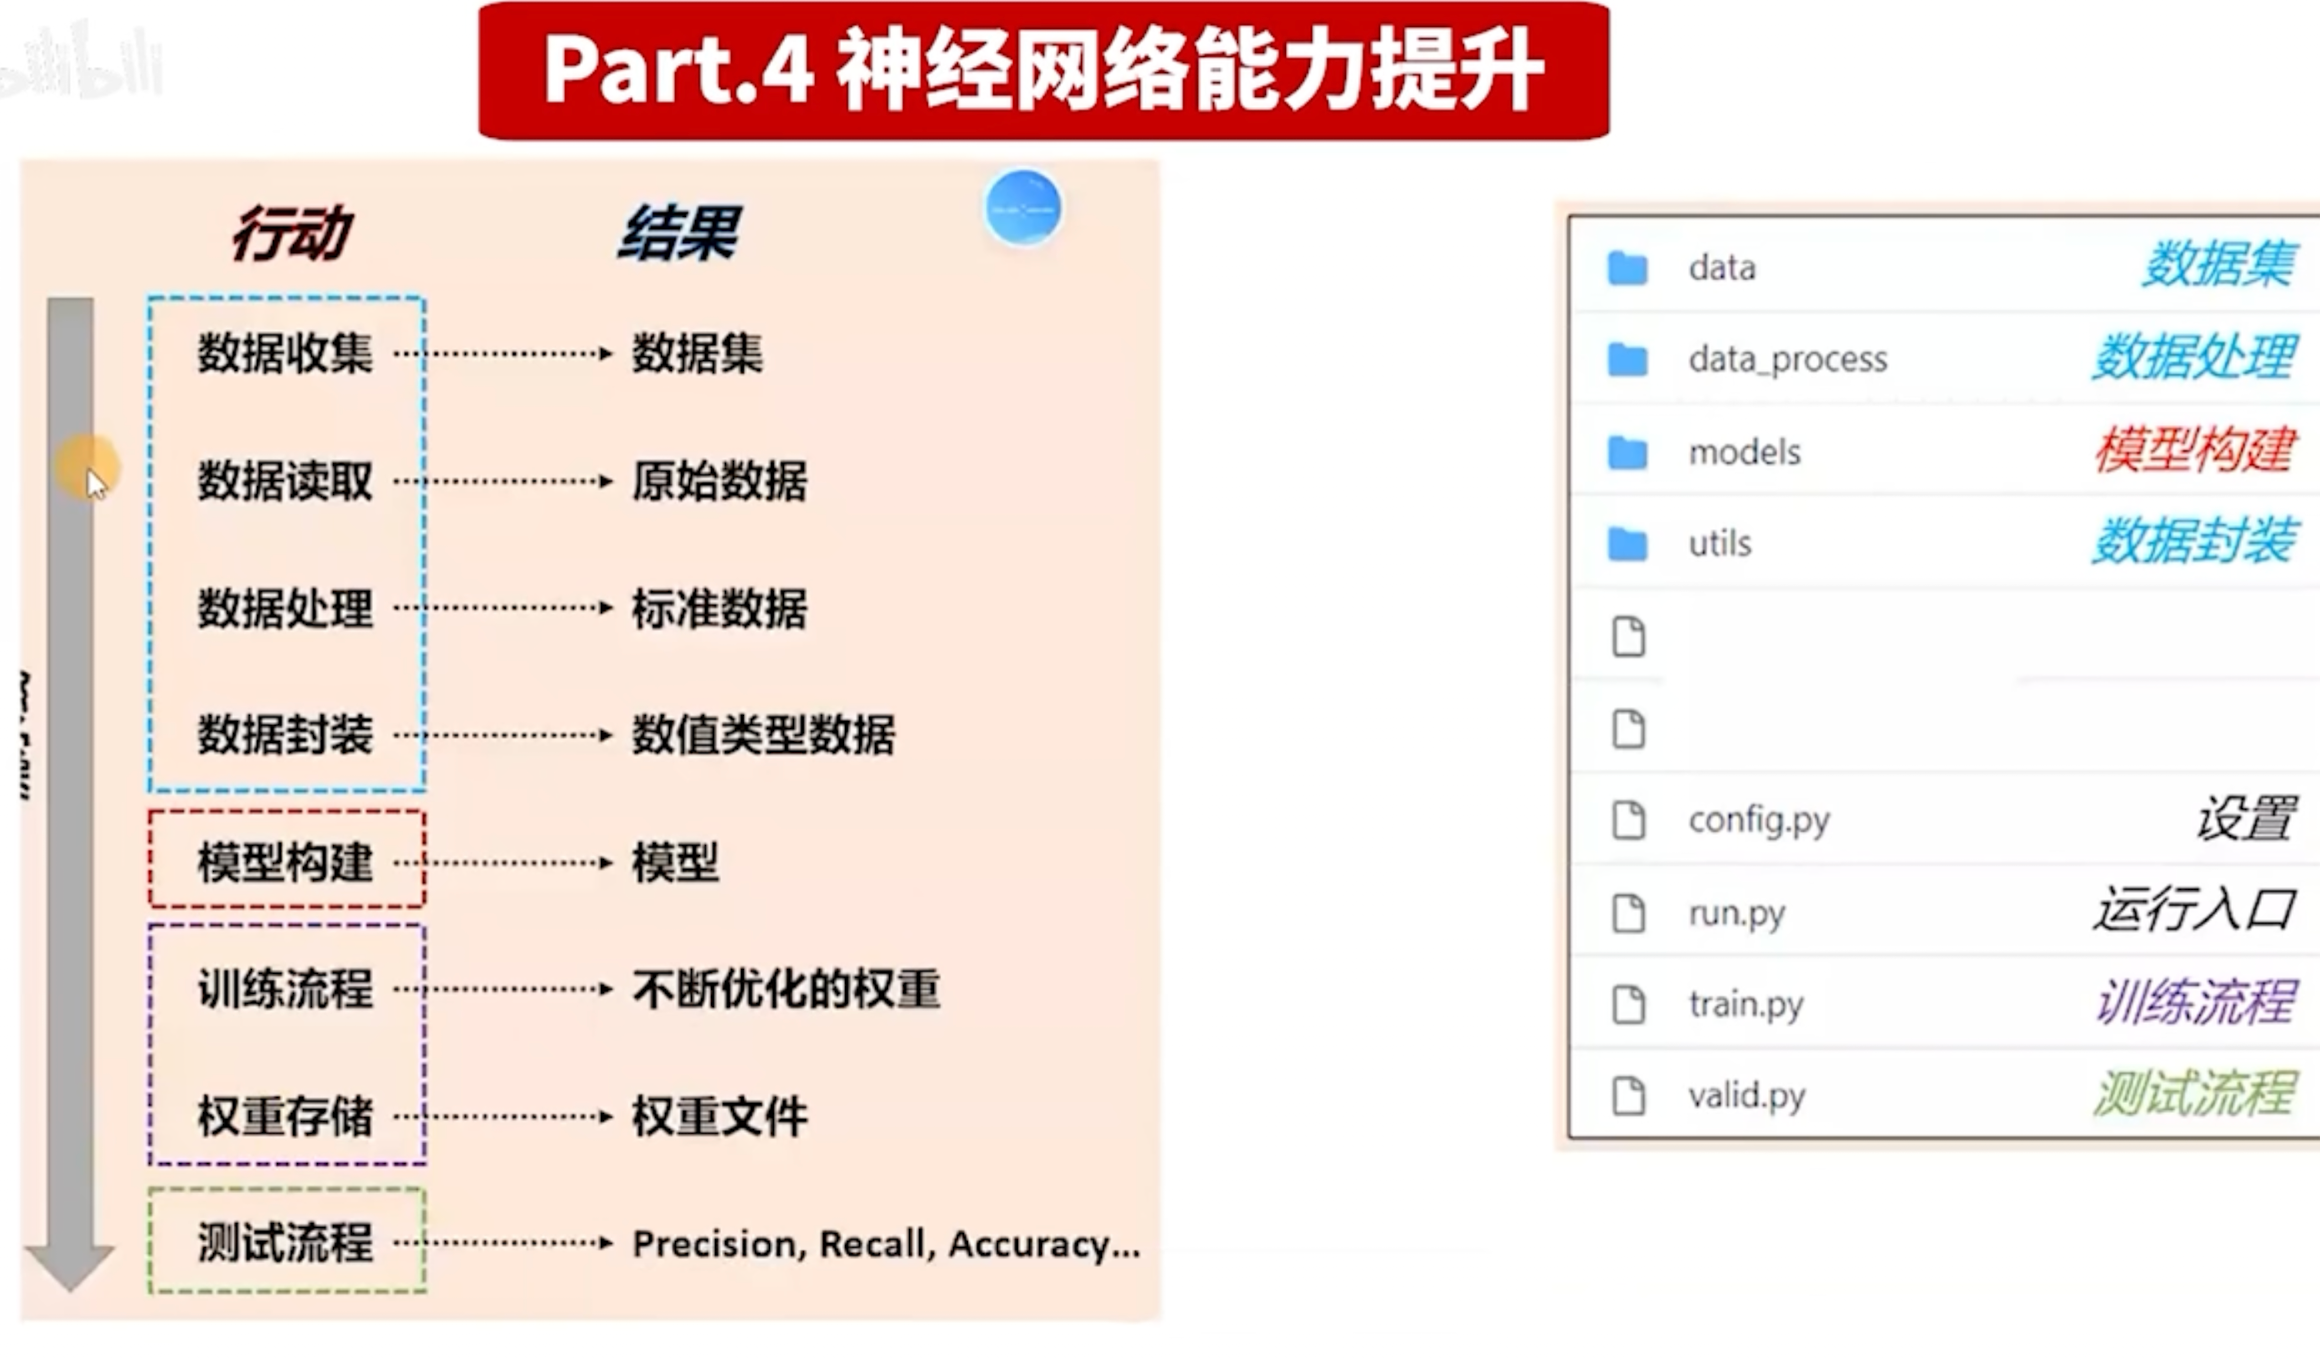 bilibili
Part.4 神经网络能力提升
行动 结果
数据收集 数据集
数据读取 原始数据
数据处理 标准数据
数据封装 数值类型数据
模型构建 模型
训练流程 不断优化的权重
权重存储 权重文件
测试流程 Precision, Recall, Accuracy...
data 数据集
data_process 数据处理
models 模型构建
utils 数据封装
config.py 设置
run.py 运行入口
train.py 训练流程
valid.py 测试流程